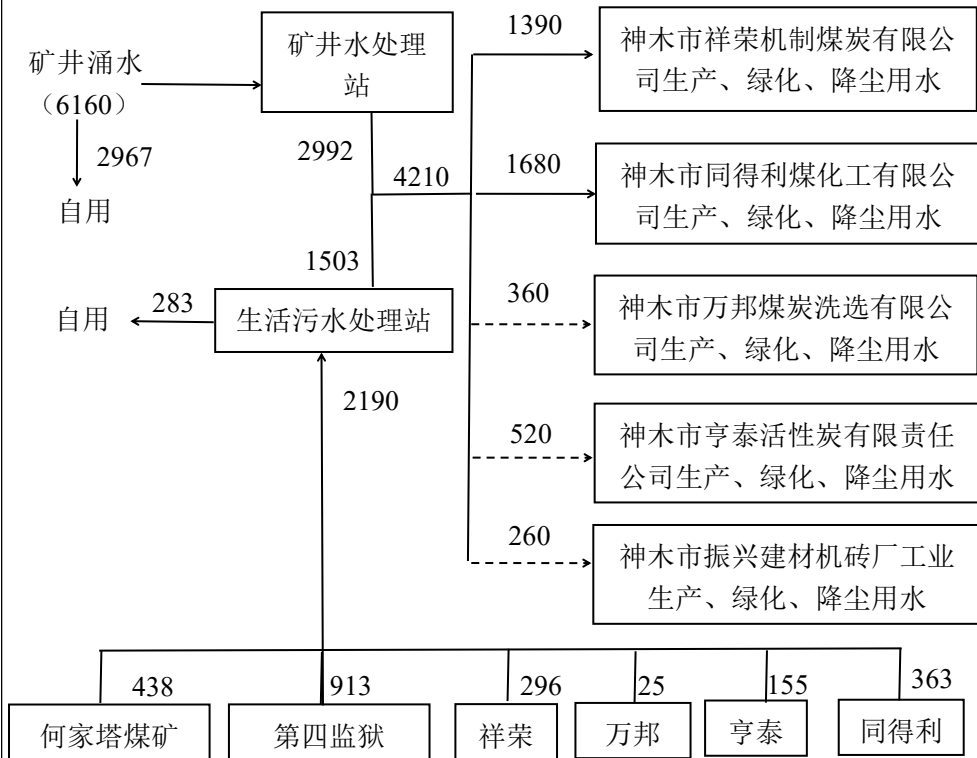 矿井涌水
（6160）
2967
自用
矿井水处理
站
2992
4210
1503
自用
283
生活污水处理站
2190
1390
神木市祥荣机制煤炭有限公
司生产、绿化、降尘用水
1680
神木市同得利煤化工有限公
司生产、绿化、降尘用水
360
神木市万邦煤炭洗选有限公
司生产、绿化、降尘用水
520
神木市亨泰活性炭有限责任
公司生产、绿化、降尘用水
260
神木市振兴建材机砖厂工业
生产、绿化、降尘用水
438
913
296
25
155
363
何家塔煤矿
第四监狱
祥荣
万邦
亨泰
同得利